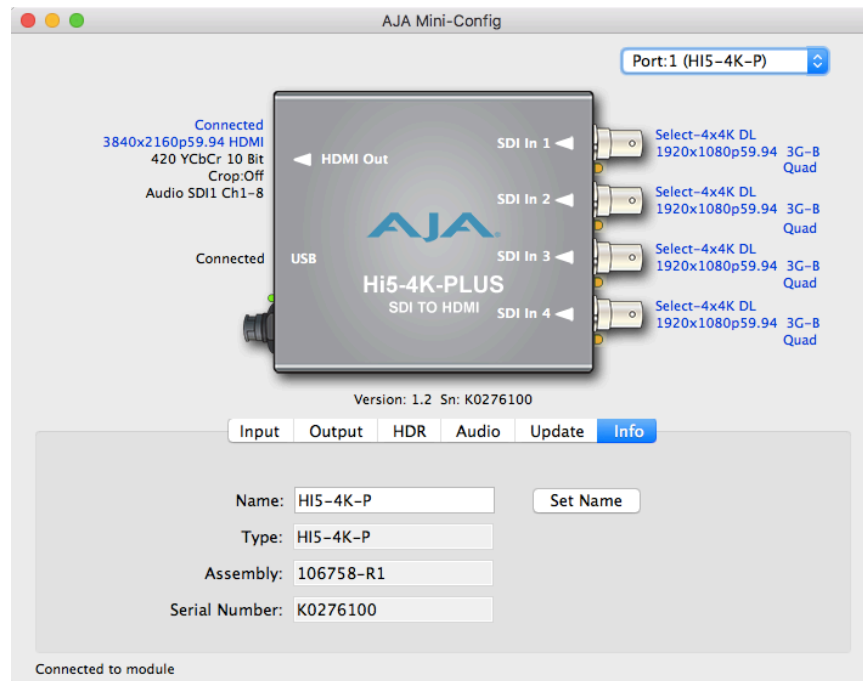 AJA Mini-Config
Port:1 (HI5-4K-P)
Connected
3840x2160p59.94 HDMI
420 YCbCr 10 Bit
Crop:Off
Audio SDI1 Ch1-8
Connected
HDMI Out
USB
AJA
Hi5-4K-PLUS
SDI TO HDMI
SDI In 1
SDI In 2
SDI In 3
SDI In 4
Select-4x4K DL
1920x1080p59.94 3G-B
Quad
Select-4x4K DL
1920x1080p59.94 3G-B
Quad
Select-4x4K DL
1920x1080p59.94 3G-B
Quad
Select-4x4K DL
1920x1080p59.94 3G-B
Quad
Version: 1.2 Sn: K0276100
Input Output HDR Audio Update Info
Name: HI5-4K-P Set Name
Type: HI5-4K-P
Assembly: 106758-R1
Serial Number: K0276100
Connected to module